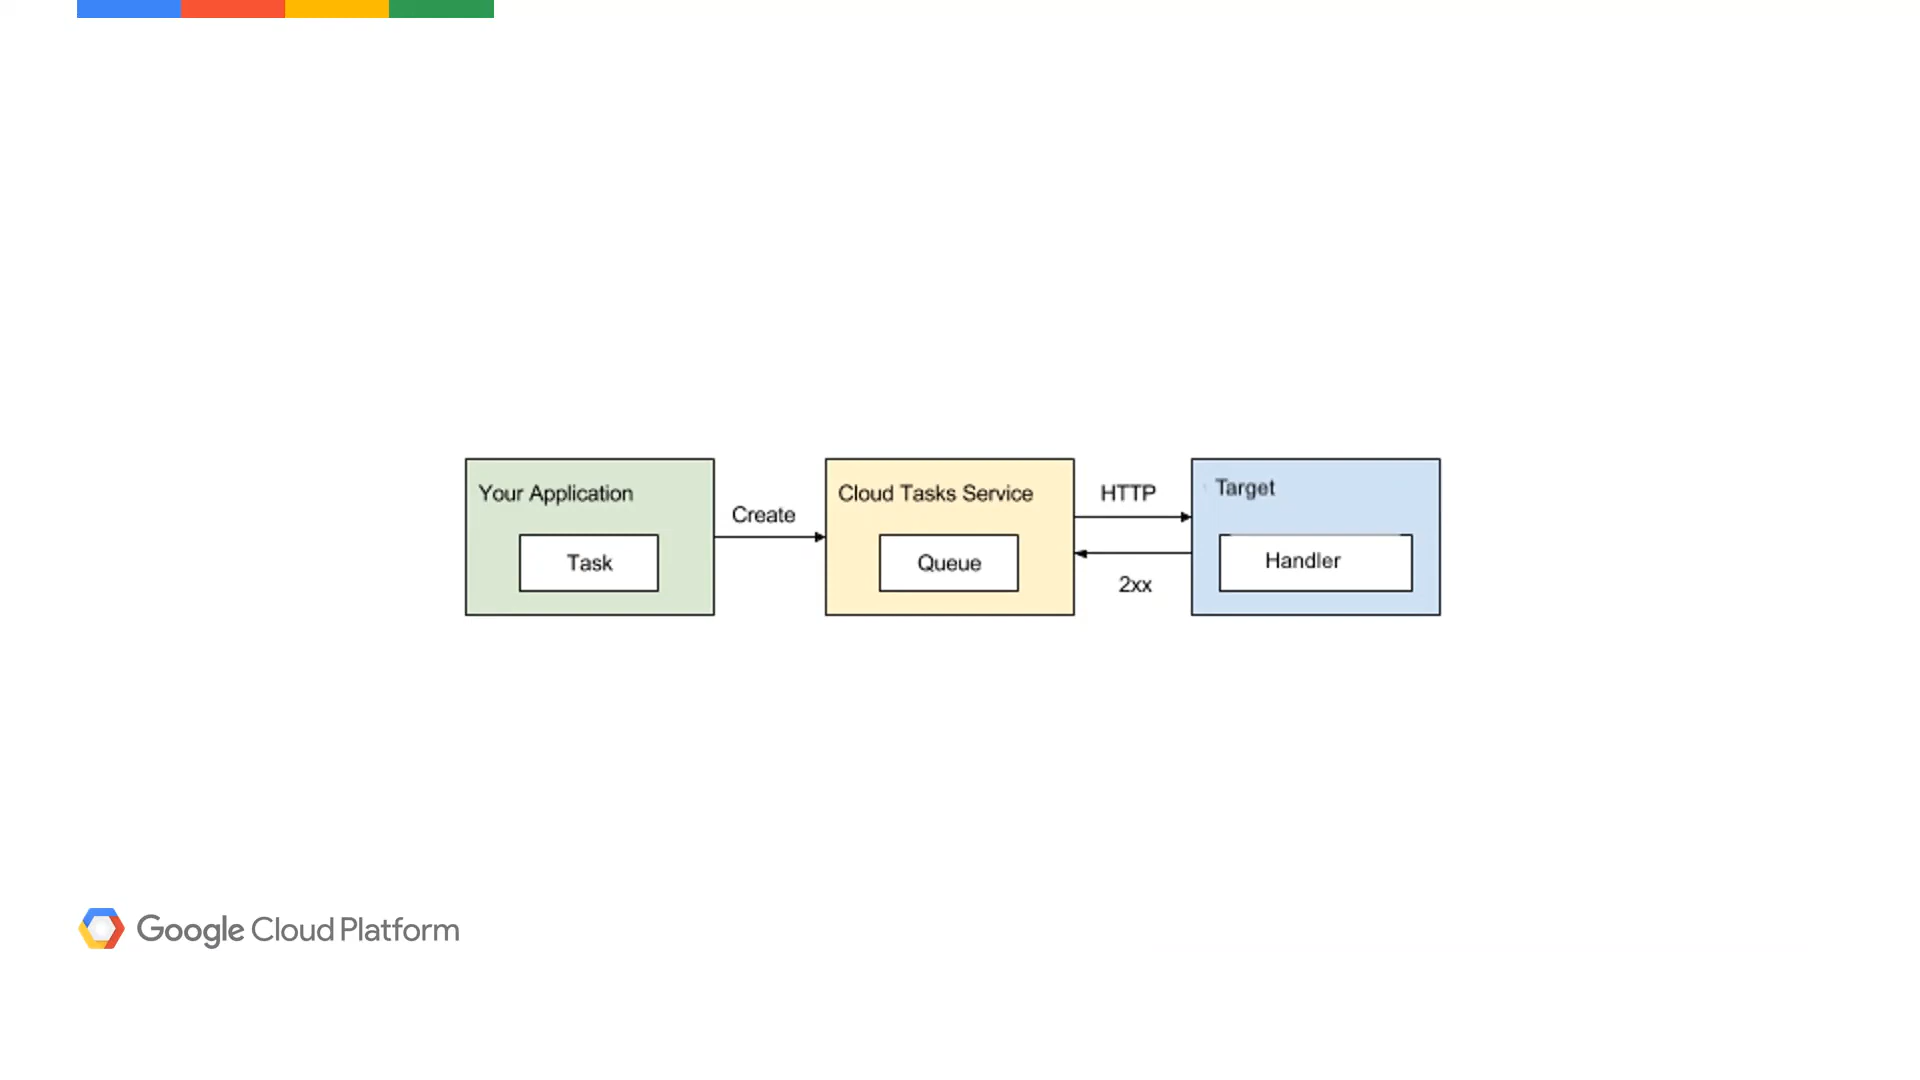 Your Application
Task
Create
Cloud Tasks Service
Queue
HTTP
2xx
Target
Handler
Google Cloud Platform